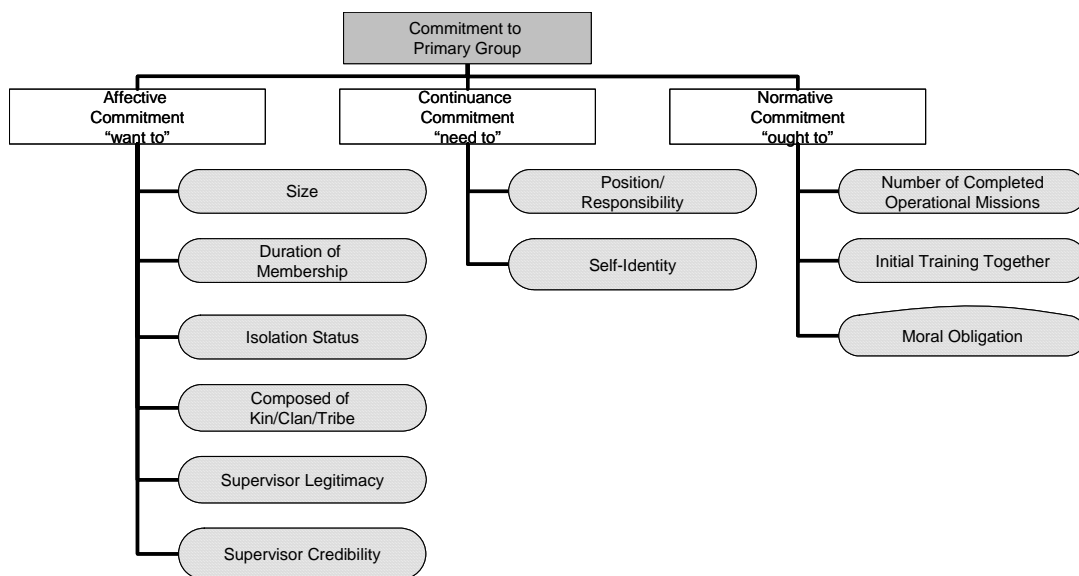 Commitment to
Primary Group
Affective
Commitment
“want to”
Continuance
Commitment
“need to”
Normative
Commitment
“ought to”
Size
Duration of
Membership
Isolation Status
Composed of
Kin/Clan/Tribe
Supervisor Legitimacy
Supervisor Credibility
Position/
Responsibility
Self-Identity
Number of Completed
Operational Missions
Initial Training Together
Moral Obligation